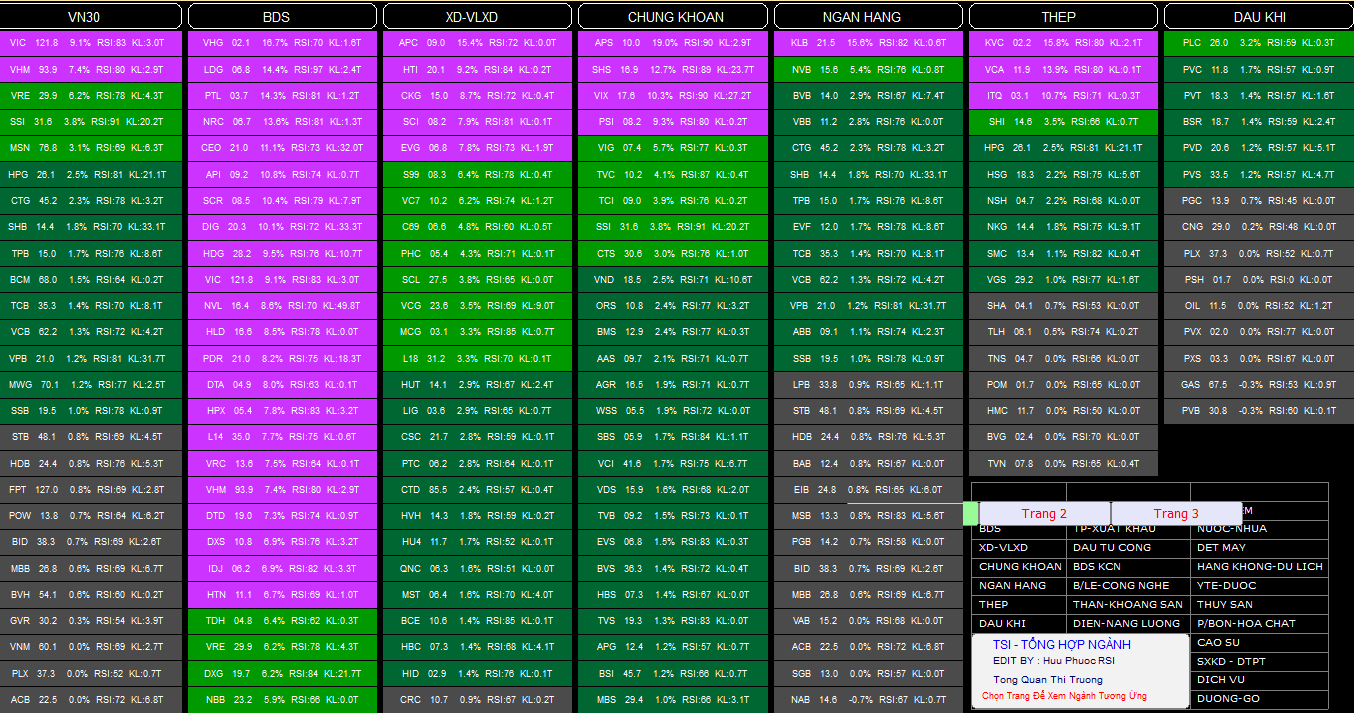 VN30 BDS XD-VLXD CHUNG KHOAN NGAN HANG THEP DAU KHI
VIC 121.8 9.1% RSI:83 KL:3.0T VHG 02.1 16.7% RSI:70 KL:1.6T APC 09.0 15.4% RSI:72 KL:0.0T APS 10.0 19.0% RSI:90 KL:2.9T KLB 21.5 15.6% RSI:82 KL:0.6T KVC 02.2 15.8% RSI:80 KL:2.1T PLC 26.0 3.2% RSI:59 KL:0.3T
VHM 93.9 7.4% RSI:80 KL:2.9T LDG 06.8 14.4% RSI:97 KL:2.4T HTI 20.1 9.2% RSI:84 KL:0.2T SHS 16.9 12.7% RSI:89 KL:23.7T NVB 15.6 5.4% RSI:76 KL:0.8T VCA 11.9 13.9% RSI:80 KL:0.1T PVC 11.8 1.7% RSI:57 KL:0.9T
VRE 29.9 6.2% RSI:78 KL:4.3T PTL 03.7 14.3% RSI:81 KL:1.2T CKG 15.0 8.7% RSI:72 KL:0.4T VIX 17.6 10.3% RSI:90 KL:27.2T BVB 14.0 2.9% RSI:67 KL:7.4T ITQ 03.1 10.7% RSI:71 KL:0.3T PVT 18.3 1.4% RSI:57 KL:1.6T
SSI 31.6 3.8% RSI:91 KL:20.2T NRC 06.7 13.6% RSI:81 KL:1.3T SCI 08.2 7.9% RSI:81 KL:0.1T PSI 08.2 9.3% RSI:80 KL:0.2T VBB 11.2 2.8% RSI:76 KL:0.0T SHI 14.6 3.5% RSI:66 KL:0.7T BSR 18.7 1.4% RSI:59 KL:2.4T
MSN 76.8 3.1% RSI:69 KL:6.3T CEO 21.0 11.1% RSI:73 KL:32.0T EVG 06.8 7.8% RSI:73 KL:1.9T VIG 07.4 5.7% RSI:77 KL:0.3T CTG 45.2 2.3% RSI:78 KL:3.2T HPG 26.1 2.5% RSI:81 KL:21.1T PVD 20.6 1.2% RSI:57 KL:5.1T
HPG 26.1 2.5% RSI:81 KL:21.1T API 09.2 10.8% RSI:74 KL:0.7T S99 08.3 6.4% RSI:78 KL:0.4T TVC 10.2 4.1% RSI:87 KL:0.4T SHB 14.4 1.8% RSI:70 KL:33.1T HSG 18.3 2.2% RSI:75 KL:5.6T PVS 33.5 1.2% RSI:57 KL:4.7T
CTG 45.2 2.3% RSI:78 KL:3.2T SCR 08.5 10.4% RSI:79 KL:7.9T VC7 10.2 6.2% RSI:74 KL:1.2T TCI 09.0 3.9% RSI:76 KL:0.2T TPB 15.0 1.7% RSI:76 KL:8.6T NSH 04.7 2.2% RSI:68 KL:0.0T PGC 13.9 0.7% RSI:45 KL:0.0T
SHB 14.4 1.8% RSI:70 KL:33.1T DIG 20.3 10.1% RSI:72 KL:33.3T C69 06.6 4.8% RSI:60 KL:0.5T SSI 31.6 3.8% RSI:91 KL:20.2T EVF 12.0 1.7% RSI:78 KL:8.6T NKG 14.4 1.8% RSI:75 KL:9.1T CNG 29.0 0.2% RSI:48 KL:0.0T
TPB 15.0 1.7% RSI:76 KL:8.6T HDG 28.2 9.5% RSI:76 KL:10.7T PHC 05.4 4.3% RSI:71 KL:0.1T CTS 30.6 3.0% RSI:76 KL:1.0T TCB 35.3 1.4% RSI:70 KL:8.1T SMC 13.4 1.1% RSI:82 KL:0.4T PLX 37.3 0.0% RSI:52 KL:0.7T
BCM 68.0 1.5% RSI:64 KL:0.2T VIC 121.8 9.1% RSI:83 KL:3.0T SCL 27.5 3.8% RSI:65 KL:0.0T VND 18.5 2.5% RSI:71 KL:10.6T VCB 62.2 1.3% RSI:72 KL:4.2T VGS 29.2 1.0% RSI:77 KL:1.6T PSH 01.7 0.0% RSI:0 KL:0.0T
TCB 35.3 1.4% RSI:70 KL:8.1T NVL 16.4 8.6% RSI:70 KL:49.8T VCG 23.6 3.5% RSI:69 KL:9.0T ORS 10.8 2.4% RSI:77 KL:3.2T VPB 21.0 1.2% RSI:81 KL:31.7T SHA 04.1 0.7% RSI:53 KL:0.0T OIL 11.5 0.0% RSI:52 KL:1.2T
VCB 62.2 1.3% RSI:72 KL:4.2T HLD 16.6 8.5% RSI:78 KL:0.0T MCG 03.1 3.3% RSI:85 KL:0.7T BMS 12.9 2.4% RSI:77 KL:0.3T ABB 09.1 1.1% RSI:74 KL:2.3T TLH 06.1 0.5% RSI:74 KL:0.2T PVX 02.0 0.0% RSI:77 KL:0.0T
VPB 21.0 1.2% RSI:81 KL:31.7T PDR 21.0 8.2% RSI:75 KL:18.3T L18 31.2 3.3% RSI:70 KL:0.1T AAS 09.7 2.1% RSI:71 KL:0.7T SSB 19.5 1.0% RSI:78 KL:0.9T TNS 04.7 0.0% RSI:66 KL:0.0T PXS 03.3 0.0% RSI:67 KL:0.0T
MWG 70.1 1.2% RSI:77 KL:2.5T DTA 04.9 8.0% RSI:63 KL:0.1T HUT 14.1 2.9% RSI:67 KL:2.4T AGR 16.5 1.9% RSI:71 KL:0.7T LPB 33.8 0.9% RSI:65 KL:1.1T POM 01.7 0.0% RSI:65 KL:0.0T GAS 67.5 -0.3% RSI:53 KL:0.9T
SSB 19.5 1.0% RSI:78 KL:0.9T HPX 05.4 7.8% RSI:83 KL:3.2T LIG 03.6 2.9% RSI:65 KL:0.7T WSS 05.5 1.9% RSI:72 KL:0.0T STB 48.1 0.8% RSI:69 KL:4.5T HMC 11.7 0.0% RSI:50 KL:0.0T PVB 30.8 -0.3% RSI:60 KL:0.1T
STB 48.1 0.8% RSI:69 KL:4.5T L14 35.0 7.7% RSI:75 KL:0.6T CSC 21.7 2.8% RSI:59 KL:0.1T SBS 05.9 1.7% RSI:84 KL:1.1T HDB 24.4 0.8% RSI:76 KL:5.3T BVG 02.4 0.0% RSI:70 KL:0.0T
HDB 24.4 0.8% RSI:76 KL:5.3T VRC 13.6 7.5% RSI:64 KL:0.1T PTC 06.2 2.8% RSI:64 KL:0.1T VCI 41.6 1.7% RSI:75 KL:6.7T BAB 12.4 0.8% RSI:67 KL:0.0T TVN 07.8 0.0% RSI:65 KL:0.4T
FPT 127.0 0.8% RSI:69 KL:2.8T VHM 93.9 7.4% RSI:80 KL:2.9T CTD 85.5 2.4% RSI:57 KL:0.4T VDS 15.9 1.6% RSI:68 KL:2.0T EIB 24.8 0.8% RSI:65 KL:6.0T
POW 13.8 0.7% RSI:64 KL:6.2T DTD 19.0 7.3% RSI:74 KL:0.9T HVH 14.3 1.8% RSI:59 KL:0.2T TVB 09.2 1.5% RSI:73 KL:0.1T MSB 13.3 0.8% RSI:83 KL:5.6T Trang 2 Trang 3 EM
BID 38.3 0.7% RSI:69 KL:2.6T DXS 10.8 6.9% RSI:76 KL:3.2T HU4 11.7 1.7% RSI:52 KL:0.1T EVS 06.8 1.5% RSI:83 KL:0.3T PGB 14.2 0.7% RSI:58 KL:0.0T BDS TP-XUAT KHAU NUOC-NHUA
MBB 26.8 0.6% RSI:69 KL:6.7T IDJ 06.2 6.9% RSI:82 KL:3.3T QNC 06.3 1.6% RSI:51 KL:0.0T BVS 36.3 1.4% RSI:72 KL:0.4T BID 38.3 0.7% RSI:69 KL:2.6T XD-VLXD DAU TU CONG DET MAY
BVH 54.1 0.6% RSI:60 KL:0.2T HTN 11.1 6.7% RSI:69 KL:1.0T MST 06.4 1.6% RSI:70 KL:4.0T HBS 07.3 1.4% RSI:67 KL:0.0T MBB 26.8 0.6% RSI:69 KL:6.7T CHUNG KHOAN BDS KCN HANG KHONG-DU LICH
GVR 30.2 0.3% RSI:54 KL:3.9T TDH 04.8 6.4% RSI:62 KL:0.3T BCE 10.6 1.4% RSI:85 KL:0.1T TVS 19.3 1.3% RSI:83 KL:0.1T VAB 15.2 0.0% RSI:68 KL:0.0T NGAN HANG B/LE-CONG NGHE YTE-DUOC
VNM 60.1 0.0% RSI:69 KL:2.7T VRE 29.9 6.2% RSI:78 KL:4.3T HBC 07.3 1.4% RSI:68 KL:4.1T APG 12.4 1.2% RSI:57 KL:0.7T ACB 22.5 0.0% RSI:72 KL:6.8T THEP THAN-KHOANG SAN THUY SAN
PLX 37.3 0.0% RSI:52 KL:0.7T DXG 19.7 6.2% RSI:84 KL:21.7T HID 02.9 1.4% RSI:76 KL:0.1T BSI 45.7 1.2% RSI:66 KL:0.7T SGB 13.0 0.0% RSI:57 KL:0.0T DAU KHI DIEN-NANG LUONG P/BON-HOA CHAT
ACB 22.5 0.0% RSI:72 KL:6.8T NBB 23.2 5.9% RSI:66 KL:0.0T CRC 10.7 0.9% RSI:67 KL:0.2T MBS 29.4 1.0% RSI:66 KL:3.1T NAB 14.6 -0.7% RSI:67 KL:0.7T
TSI - TỔNG HỢP NGÀNH CAO SU
EDIT BY : Huu Phuoc RSI SXKD - DTPT
Tong Quan Thi Truong DICH VU
Chọn Trang Để Xem Ngành Tương Ứng DUONG-GO